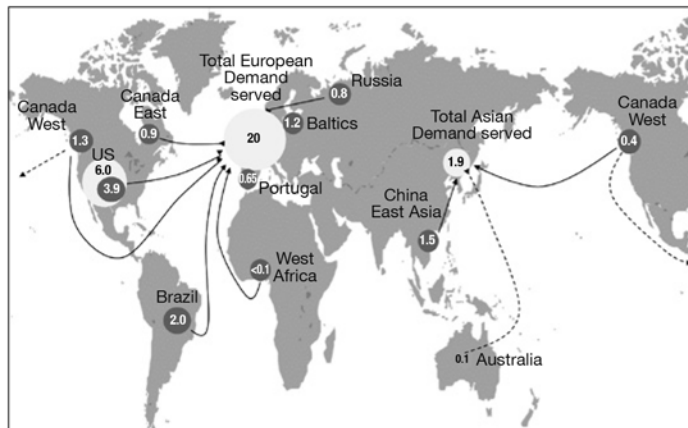 Total European
Demand
served
Russia
0.8
Canada
West
1.3
Canada
East
0.9
20
1.2
Baltics
Total Asian
Demand served
1.9
Canada
West
0.4
US
6.0
3.9
0.65
Portugal
China
East Asia
1.5
West
Africa
<0.1
Brazil
2.0
0.1
Australia